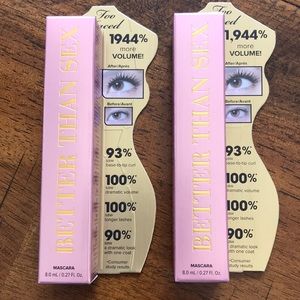 Too
1944%
more
VOLUME!
After/Après
Before/Avant
93%
saw
base-to-tip curl
100%
saw
dramatic volume
100%
saw
longer lashes
90%
saw
a dramatic look
with one coat
•Consumer
study results
BETTER THAN SEX
MASCARA
8.0 mL / 0.27 fl. Oz.
Too
Faced
1,944%
more
VOLUME!
After/Après
Before/Avant
93%
saw
base-to-tip curl
100%
saw
dramatic volume
100%
saw
longer lashes
90%
saw
a dramatic look
with one coat
•Consumer
study results
BETTER THAN SEX
MASCARA
8.0 mL / 0.27 fl. Oz.